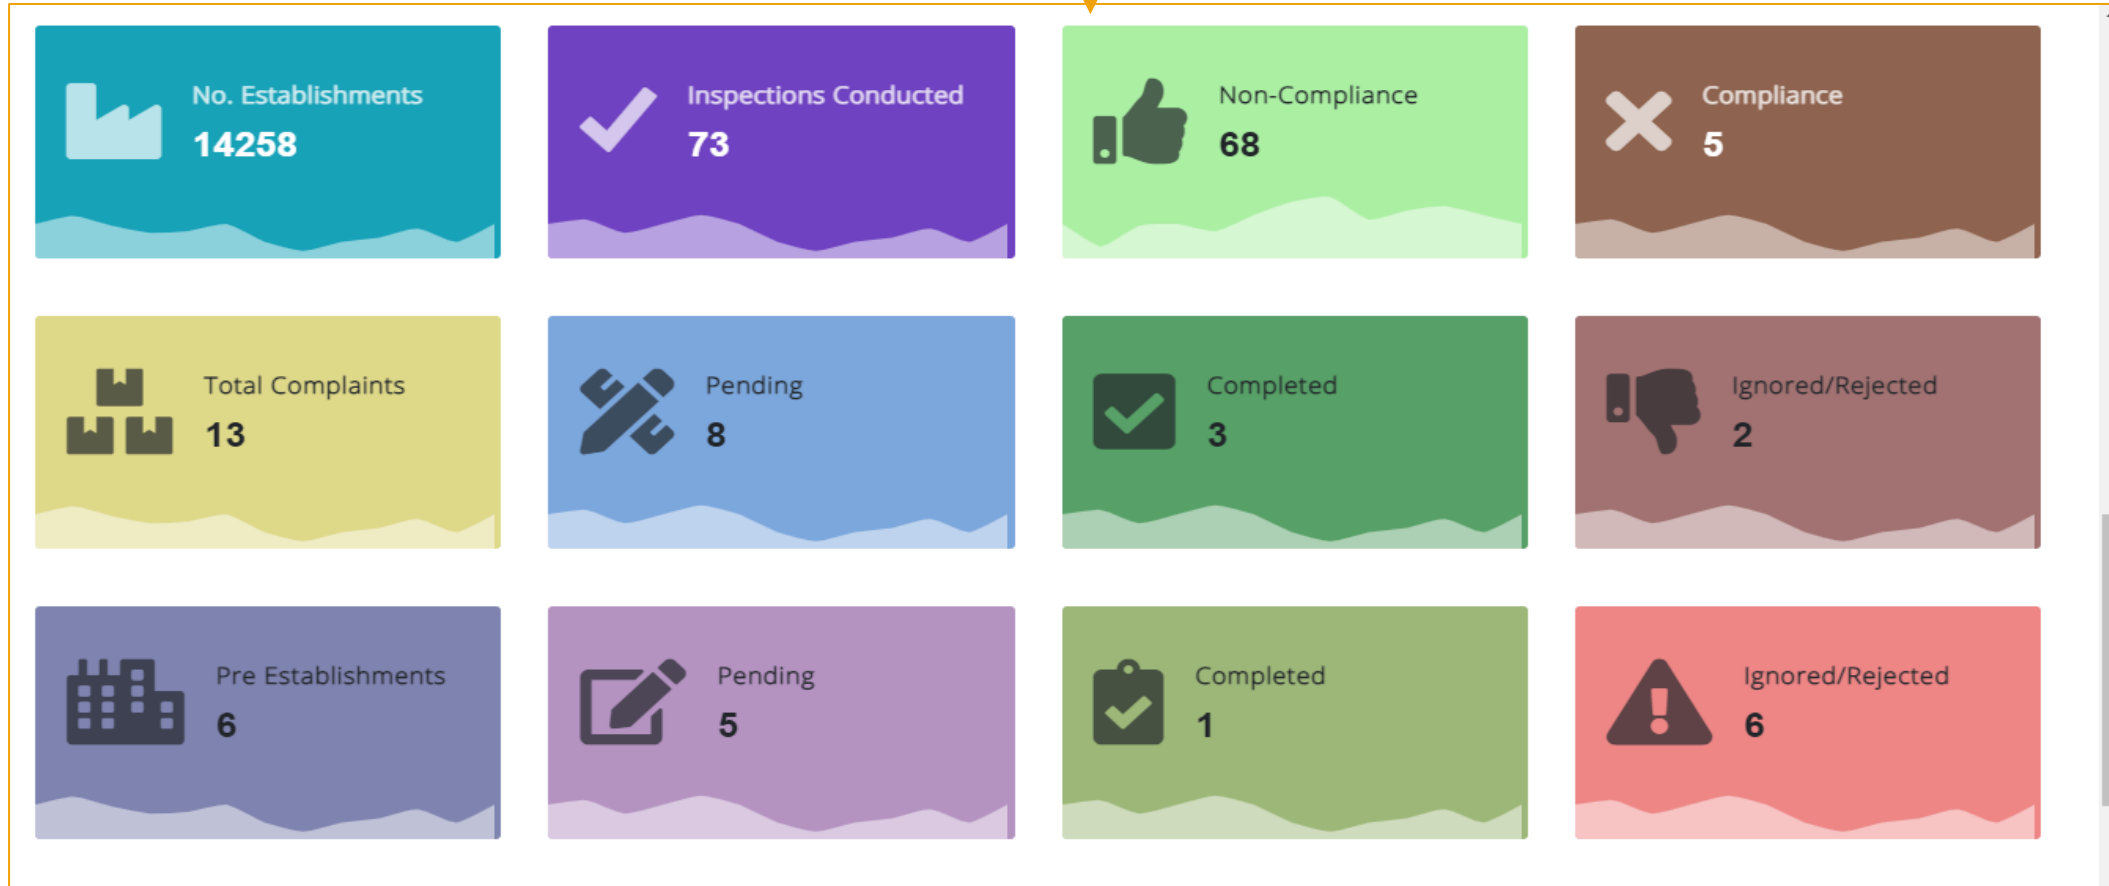 No. Establishments
14258
Inspections Conducted
73
Non-Compliance
68
Compliance
5
Total Complaints
13
Pending
8
Completed
3
Ignored/Rejected
2
Pre Establishments
6
Pending
5
Completed
1
Ignored/Rejected
6